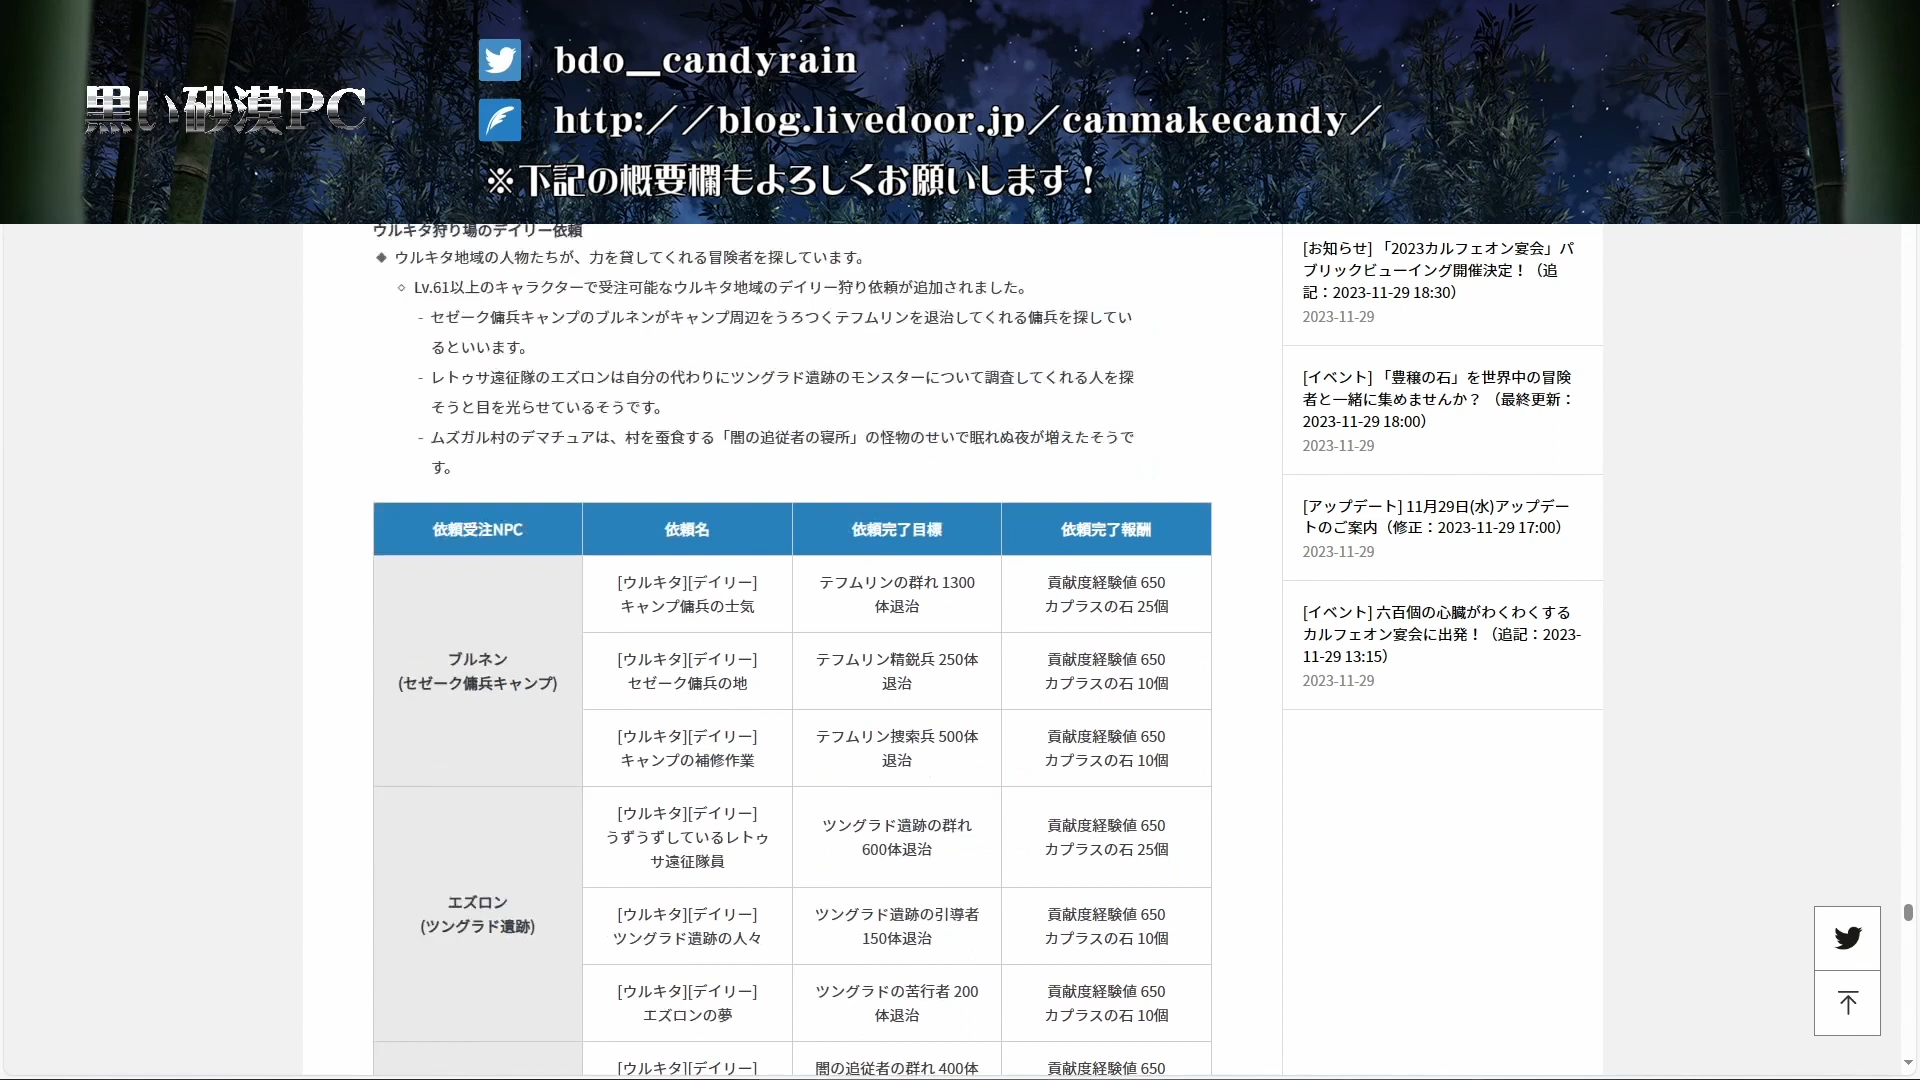 黒い砂漠PC
bdo__candyrain
http://blog.livedoor.jp/canmakecandy/
※下記の概要欄もよろしくお願いします！
ウルキタ狩り場のデイリー依頼
◆ ウルキタ地域の人物たちが、力を貸してくれる冒険者を探しています。
◇ Lv.61以上のキャラクターで受注可能なウルキタ地域のデイリー狩り依頼が追加されました。
- セゼーク傭兵キャンプのブルネンがキャンプ周辺をうろつくテフムリンを退治してくれる傭兵を探してい
るといいます。
- レトゥサ遠征隊のエズロンは自分の代わりにツングラド遺跡のモンスターについて調査してくれる人を探
そうと目を光らせているそうです。
- ムズガル村のデマチュアは、村を蚕食する「闇の追従者の寝所」の怪物のせいで眠れぬ夜が増えたそうで
す。
依頼受注NPC
依頼名
依頼完了目標
依頼完了報酬
ブルネン
(セゼーク傭兵キャンプ)
[ウルキタ][デイリー]
キャンプ傭兵の士気
テフムリンの群れ 1300
体退治
貢献度経験値 650
カプラスの石 25個
[ウルキタ][デイリー]
セゼーク傭兵の地
テフムリン精鋭兵 250体
退治
貢献度経験値 650
カプラスの石 10個
[ウルキタ][デイリー]
キャンプの補修作業
テフムリン捜索兵 500体
退治
貢献度経験値 650
カプラスの石 10個
エズロン
(ツングラド遺跡)
[ウルキタ][デイリー]
うずうずしているレトゥ
サ遠征隊員
ツングラド遺跡の群れ
600体退治
貢献度経験値 650
カプラスの石 25個
[ウルキタ][デイリー]
ツングラド遺跡の人々
ツングラド遺跡の引導者
150体退治
貢献度経験値 650
カプラスの石 10個
[ウルキタ][デイリー]
エズロンの夢
ツングラドの苦行者 200
体退治
貢献度経験値 650
カプラスの石 10個
[ウルキタ][デイリー]
闇の追従者の群れ 400体
貢献度経験値 650
[お知らせ] 「2023カルフェオン宴会」パ
ブリックビューイング開催決定！（追
記：2023-11-29 18:30）
2023-11-29
[イベント] 「豊穣の石」を世界中の冒険
者と一緒に集めませんか？（最終更新：
2023-11-29 18:00）
2023-11-29
[アップデート] 11月29日(水)アップデー
トのご案内（修正：2023-11-29 17:00）
2023-11-29
[イベント] 六百個の心臓がわくわくする
カルフェオン宴会に出発！（追記：2023-
11-29 13:15）
2023-11-29